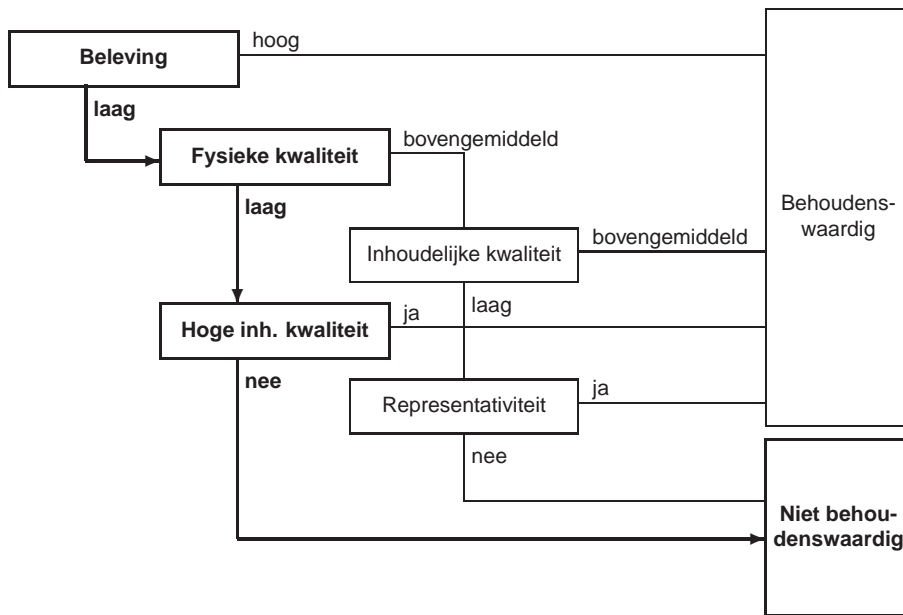 hoog
Beleving
laag
bovengemiddeld
Fysieke kwaliteit
laag
Behoudens-
waardig
bovengemiddeld
Inhoudelijke kwaliteit
laag
ja
Hoge inh. kwaliteit
nee
ja
Representativiteit
nee
Niet behou-
denswaardig